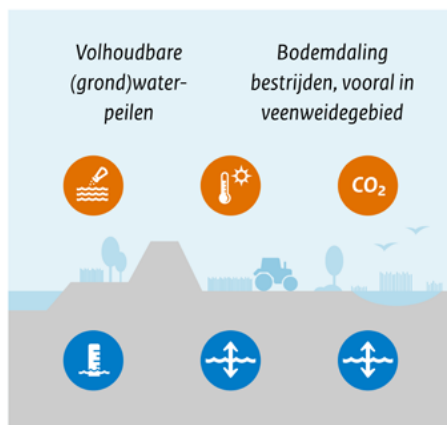 Volhoudbare
(grond)water-
peilen
Bodemdaling
bestrijden, vooral in
veenweidegebied
CO₂